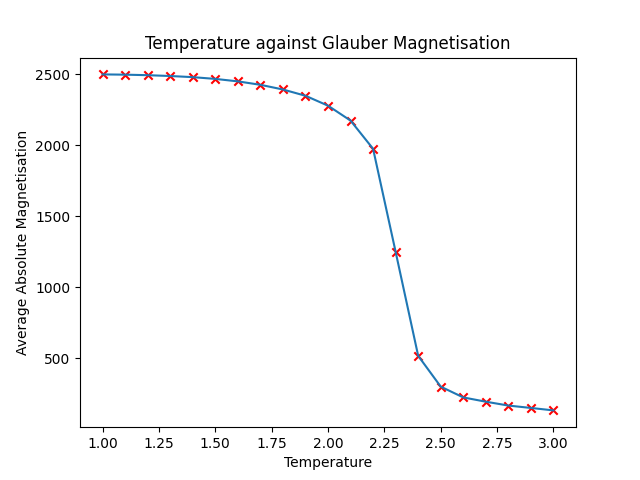 Temperature against Glauber Magnetisation
2500
2000
1500
1000
500
Average Absolute Magnetisation
1.00 1.25 1.50 1.75 2.00 2.25 2.50 2.75 3.00
Temperature